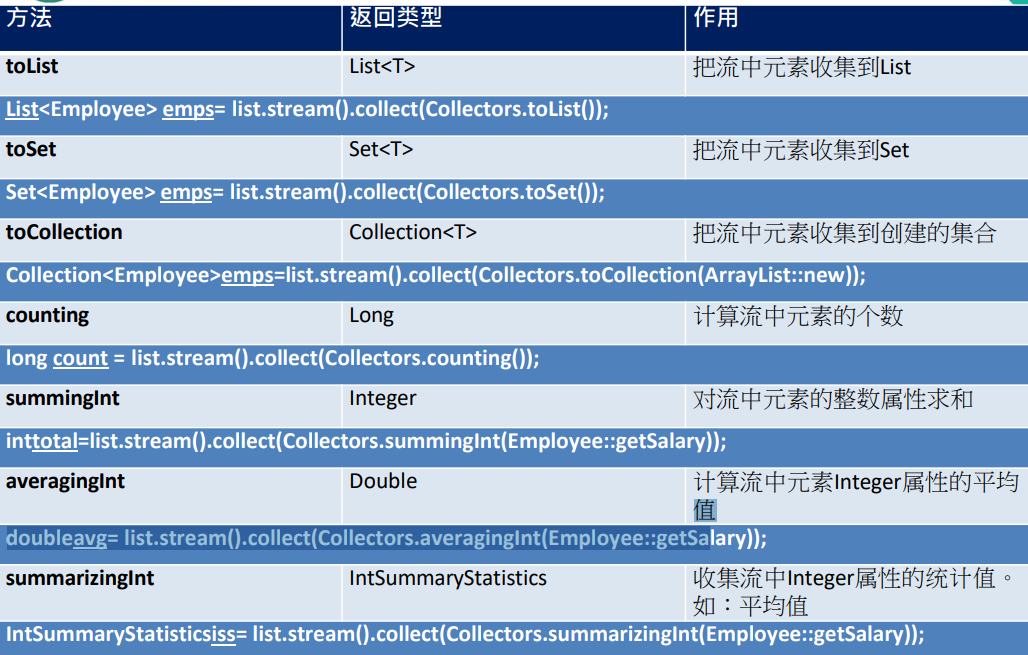 方法 返回类型 作用
toList List<T> 把流中元素收集到List
List<Employee> emps= list.stream().collect(Collectors.toList());
toSet Set<T> 把流中元素收集到Set
Set<Employee> emps= list.stream().collect(Collectors.toSet());
toCollection Collection<T> 把流中元素收集到创建的集合
Collection<Employee>emps=list.stream().collect(Collectors.toCollection(ArrayList::new));
counting Long 计算流中元素的个数
long count = list.stream().collect(Collectors.counting());
summingInt Integer 对流中元素的整数属性求和
inttotal=list.stream().collect(Collectors.summingInt(Employee::getSalary));
averagingInt Double 计算流中元素Integer属性的平均
值
doubleavg= list.stream().collect(Collectors.averagingInt(Employee::getSalary));
summarizingInt IntSummaryStatistics 收集流中Integer属性的统计值。
如：平均值
IntSummaryStatisticsiss= list.stream().collect(Collectors.summarizingInt(Employee::getSalary));